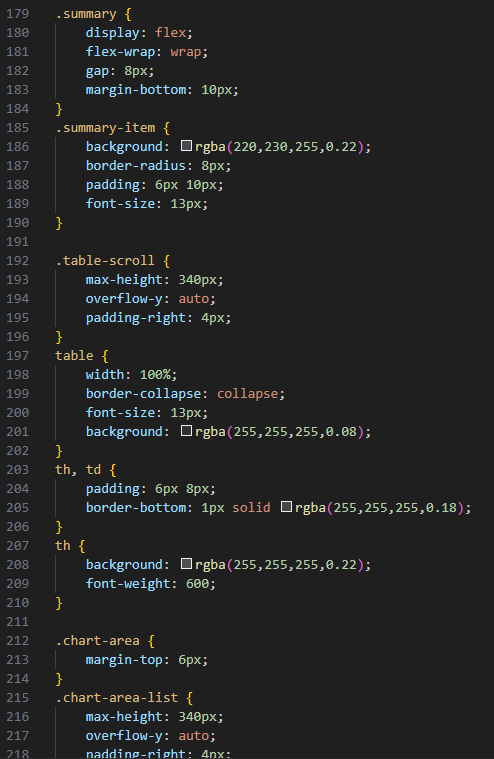 179 .summary {
180 display: flex;
181 flex-wrap: wrap;
182 gap: 8px;
183 margin-bottom: 10px;
184 }
185 .summary-item {
186 background: rgba(220,230,255,0.22);
187 border-radius: 8px;
188 padding: 6px 10px;
189 font-size: 13px;
190 }
191
192 .table-scroll {
193 max-height: 340px;
194 overflow-y: auto;
195 padding-right: 4px;
196 }
197 table {
198 width: 100%;
199 border-collapse: collapse;
200 font-size: 13px;
201 background: rgba(255,255,255,0.08);
202 }
203 th, td {
204 padding: 6px 8px;
205 border-bottom: 1px solid rgba(255,255,255,0.18);
206 }
207 th {
208 background: rgba(255,255,255,0.22);
209 font-weight: 600;
210 }
211
212 .chart-area {
213 margin-top: 6px;
214 }
215 .chart-area-list {
216 max-height: 340px;
217 overflow-y: auto;
218 padding-right: 4px;